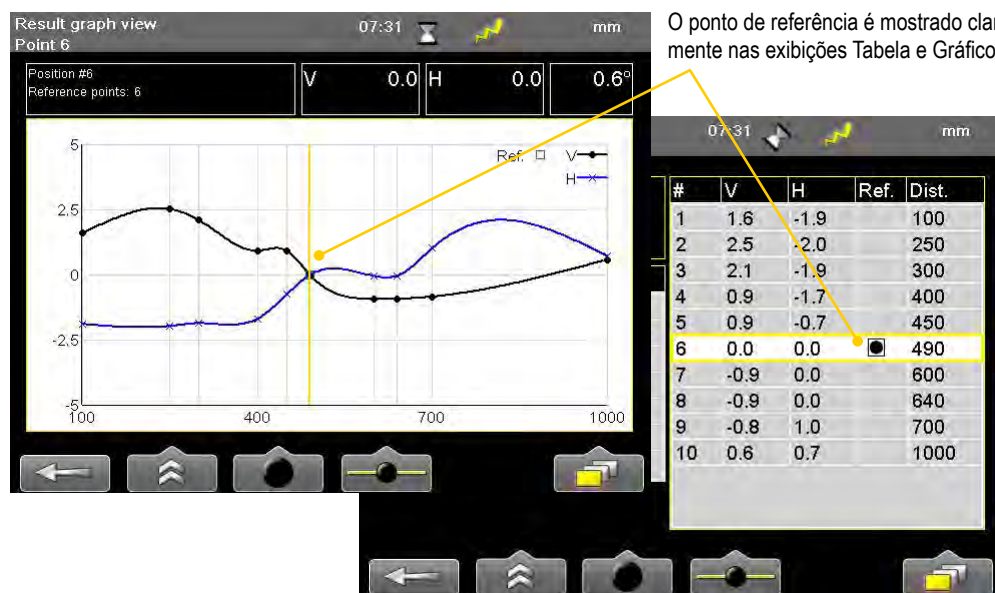 Result graph view
Point 6
07:31
mm
O ponto de referência é mostrado clar
mente nas exibições Tabela e Gráfico
Position #6
Reference points: 6
V 0.0
H 0.0
0.6°
5
2.5
0
-2.5
-5
100 400 700 1000
Ref. V
H
07:31
mm
# V H Ref. Dist.
1 1.6 -1.9 100
2 2.5 -2.0 250
3 2.1 -1.9 300
4 0.9 -1.7 400
5 0.9 -0.7 450
6 0.0 0.0 490
7 -0.9 0.0 600
8 -0.9 0.0 640
9 -0.8 1.0 700
10 0.6 0.7 1000